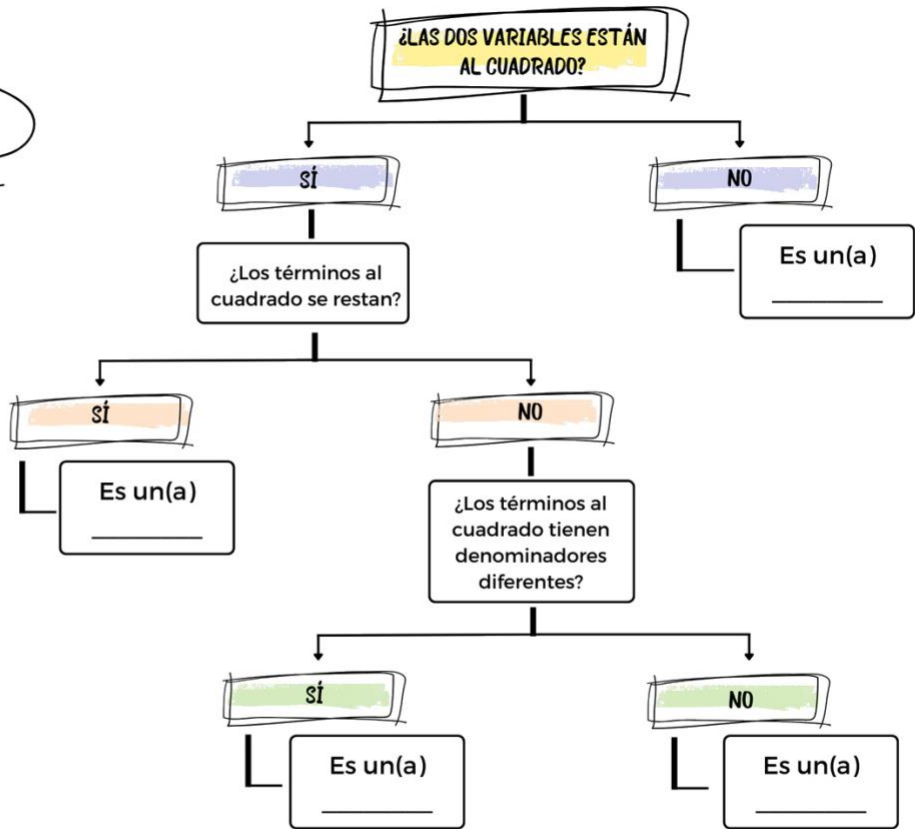 ¿LAS DOS VARIABLES ESTÁN
AL CUADRADO?
SÍ
NO
Es un(a)
¿Los términos al
cuadrado se restan?
SÍ
NO
Es un(a)
¿Los términos al
cuadrado tienen
denominadores
diferentes?
SÍ
NO
Es un(a)
Es un(a)